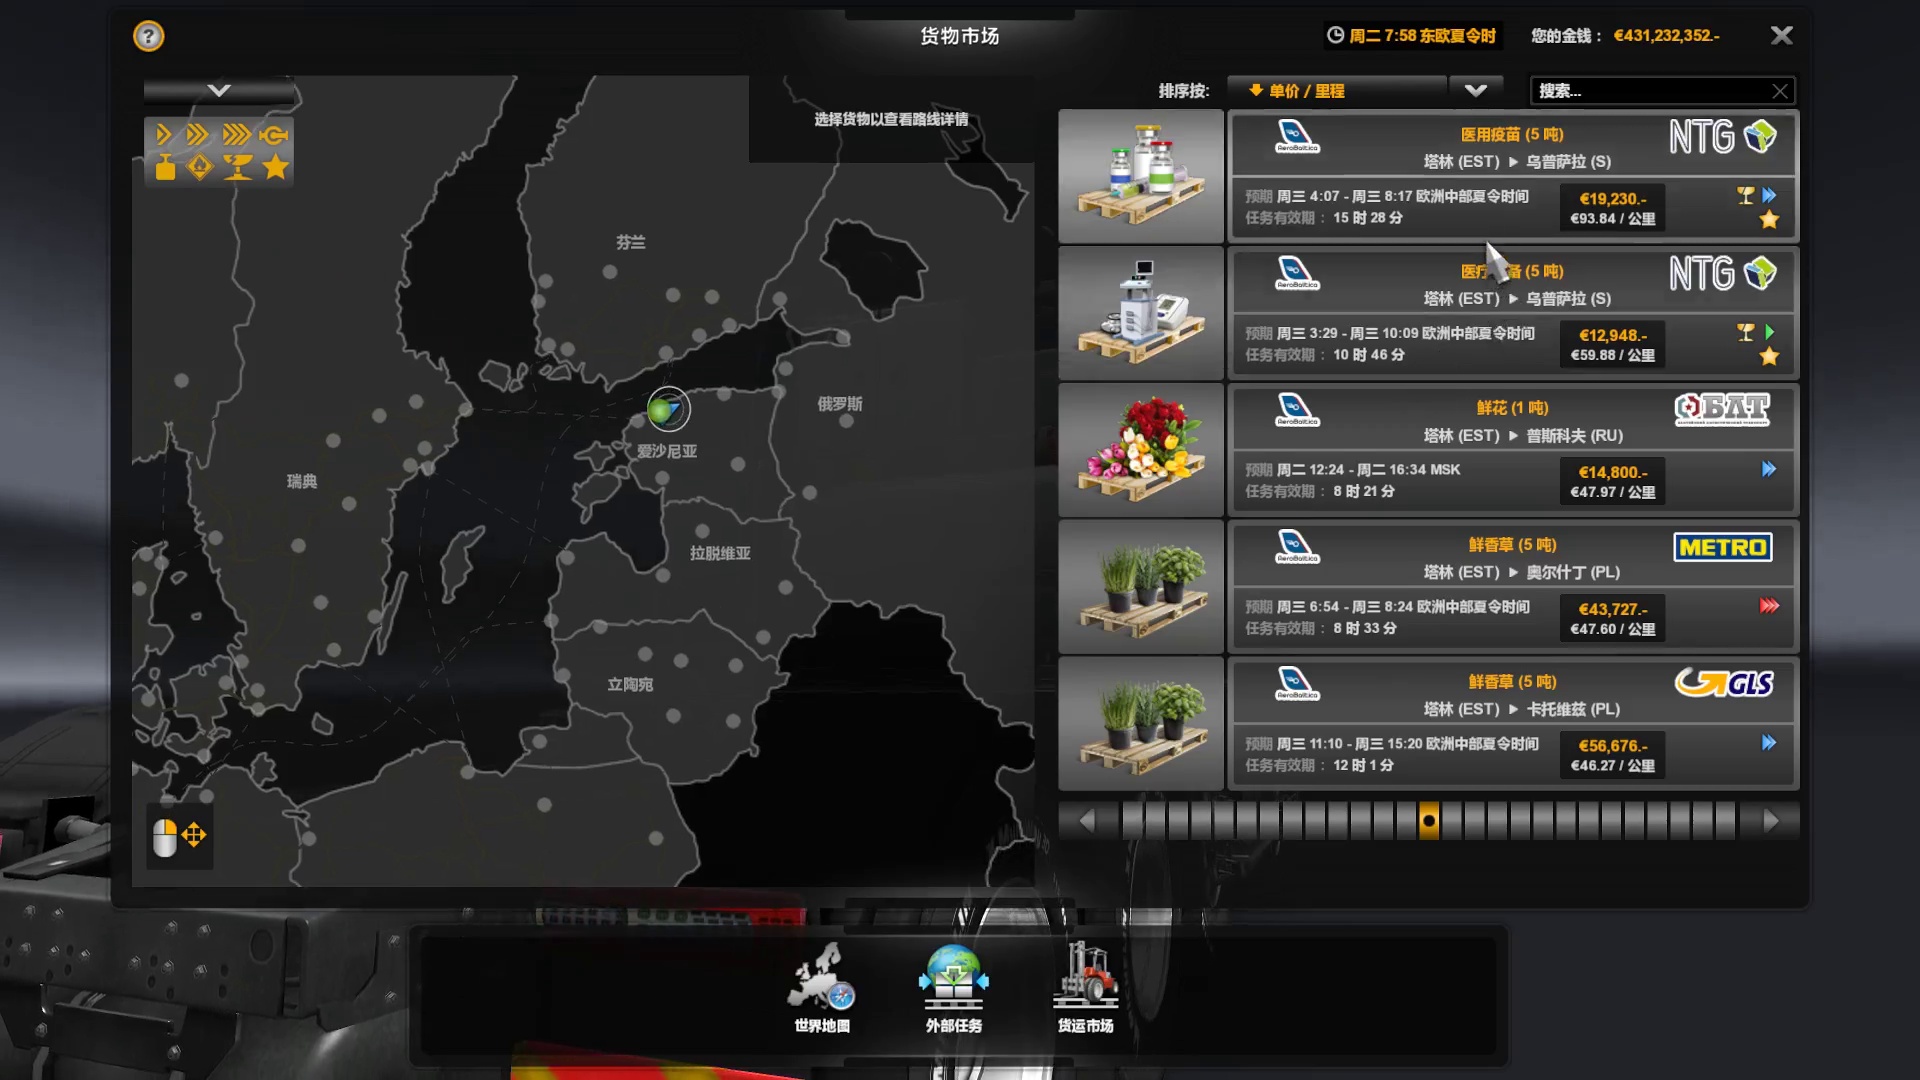 货物市场
周二 7:58 东欧夏令时
您的金钱： €431,232,352.-
选择货物以查看路线详情
排序按:
单价 / 里程
搜索...
芬兰
俄罗斯
爱沙尼亚
瑞典
拉脱维亚
立陶宛
AeroBaltica
医用疫苗 (5 吨)
NTG
塔林 (EST) ▶ 乌普萨拉 (S)
预期 周三 4:07 - 周三 8:17 欧洲中部夏令时间
任务有效期： 15 时 28 分
€19,230.-
€93.84 / 公里
AeroBaltica
医疗 备 (5 吨)
NTG
塔林 (EST) ▶ 乌普萨拉 (S)
预期 周三 3:29 - 周三 10:09 欧洲中部夏令时间
任务有效期： 10 时 46 分
€12,948.-
€59.88 / 公里
AeroBaltica
鲜花 (1 吨)
БЛТ
塔林 (EST) ▶ 普斯科夫 (RU)
预期 周二 12:24 - 周二 16:34 MSK
任务有效期： 8 时 21 分
€14,800.-
€47.97 / 公里
AeroBaltica
鲜香草 (5 吨)
METRO
塔林 (EST) ▶ 奥尔什丁 (PL)
预期 周三 6:54 - 周三 8:24 欧洲中部夏令时间
任务有效期： 8 时 33 分
€43,727.-
€47.60 / 公里
AeroBaltica
鲜香草 (5 吨)
GLS
塔林 (EST) ▶ 卡托维兹 (PL)
预期 周三 11:10 - 周三 15:20 欧洲中部夏令时间
任务有效期： 12 时 1 分
€56,676.-
€46.27 / 公里
世界地图
外部任务
货运市场